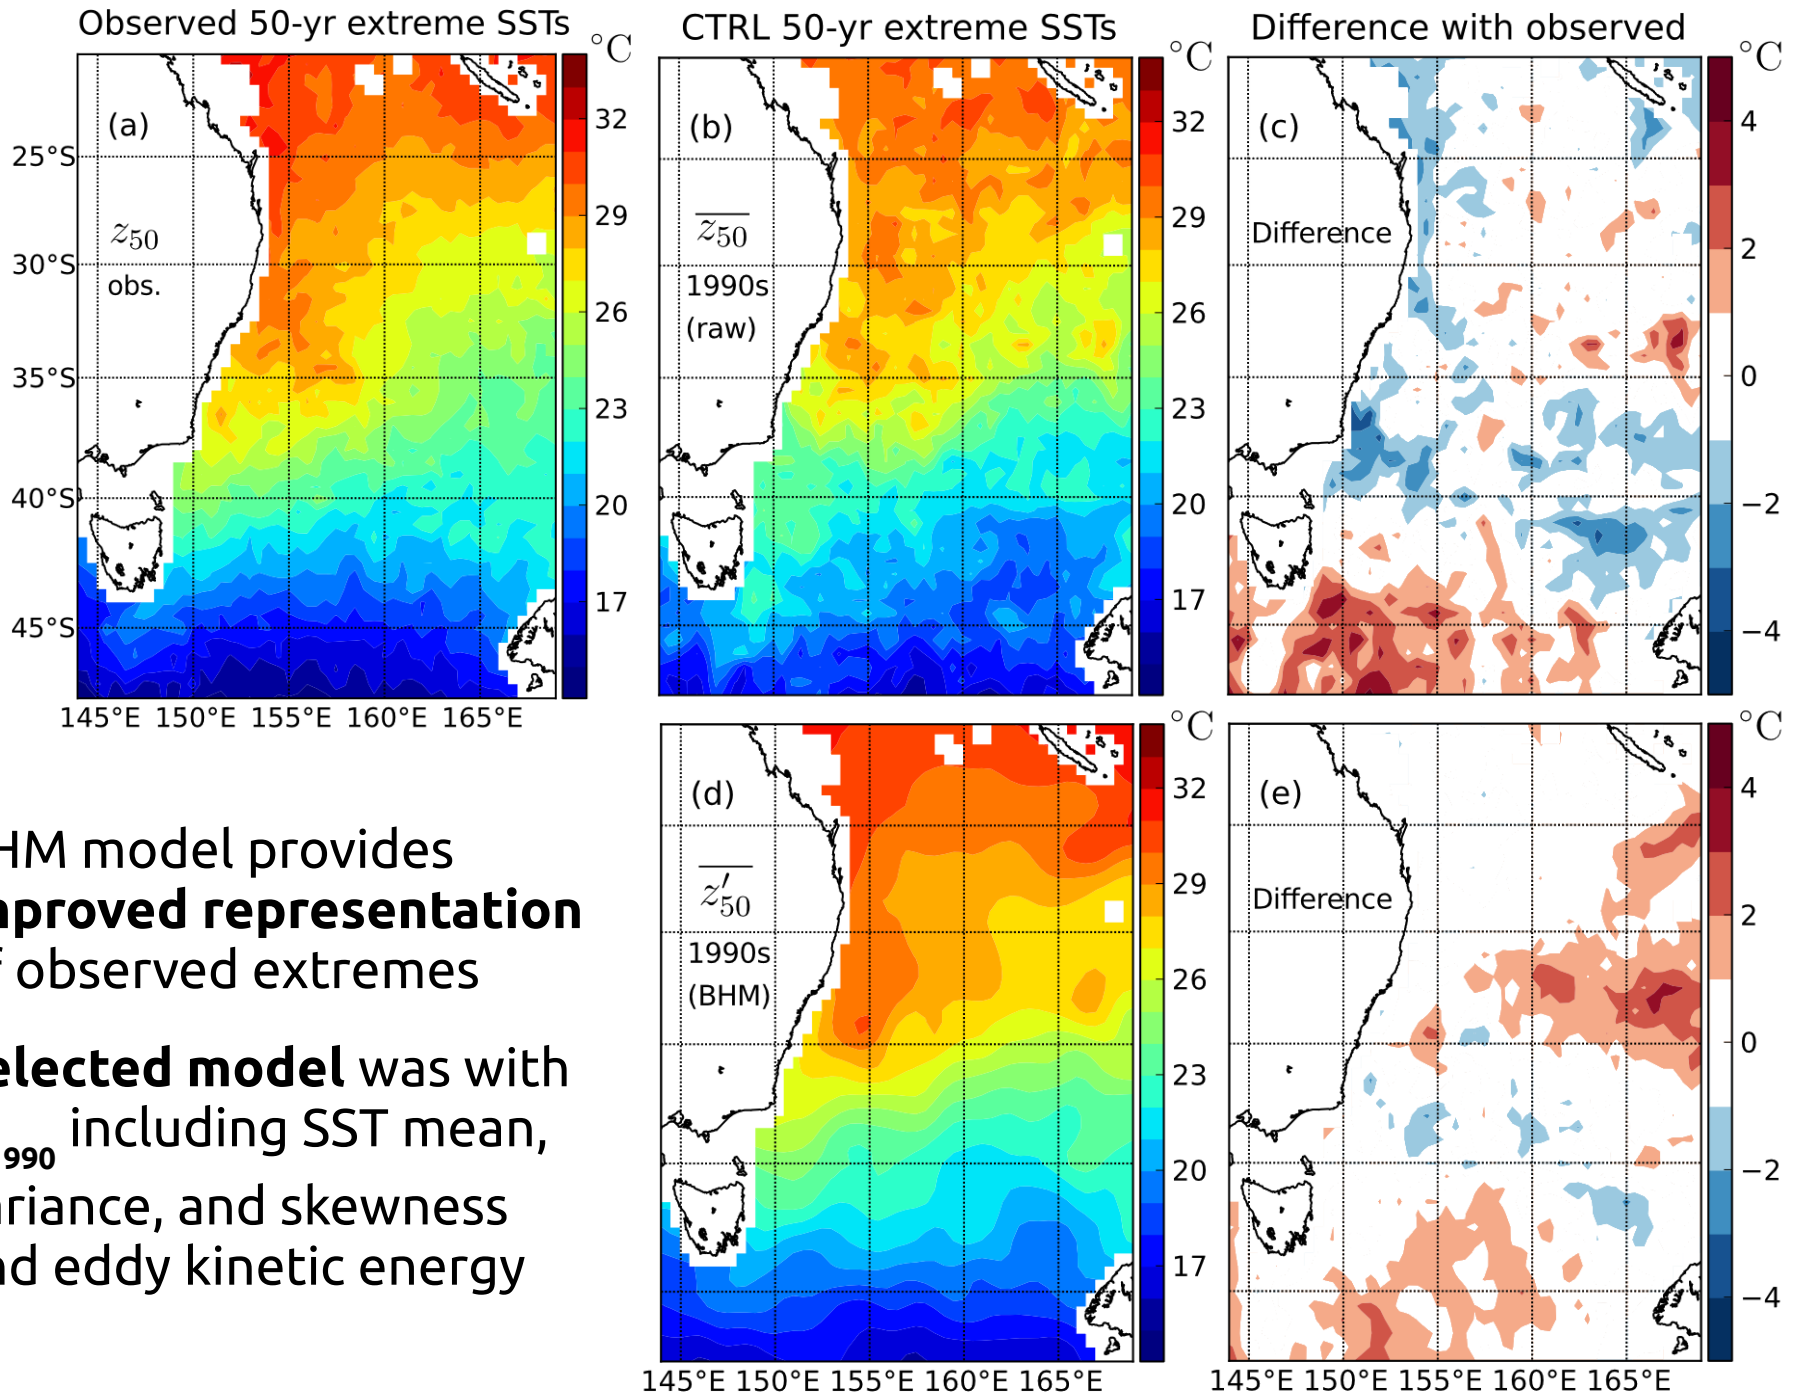 Observed 50-yr extreme SSTs
°C
CTRL 50-yr extreme SSTs
°C
Difference with observed
°C
(a)
z50
obs.
25°S
30°S
35°S
40°S
45°S
145°E 150°E 155°E 160°E 165°E
32
29
26
23
20
17
(b)
z50
1990s
(raw)
32
29
26
23
20
17
(c)
Difference
4
2
0
−2
−4
HM model provides
mproved representation
f observed extremes
elected model was with
1990 including SST mean,
ariance, and skewness
nd eddy kinetic energy
°C
(d)
z′50
1990s
(BHM)
32
29
26
23
20
17
145°E 150°E 155°E 160°E 165°E
°C
(e)
Difference
4
2
0
−2
−4
145°E 150°E 155°E 160°E 165°E